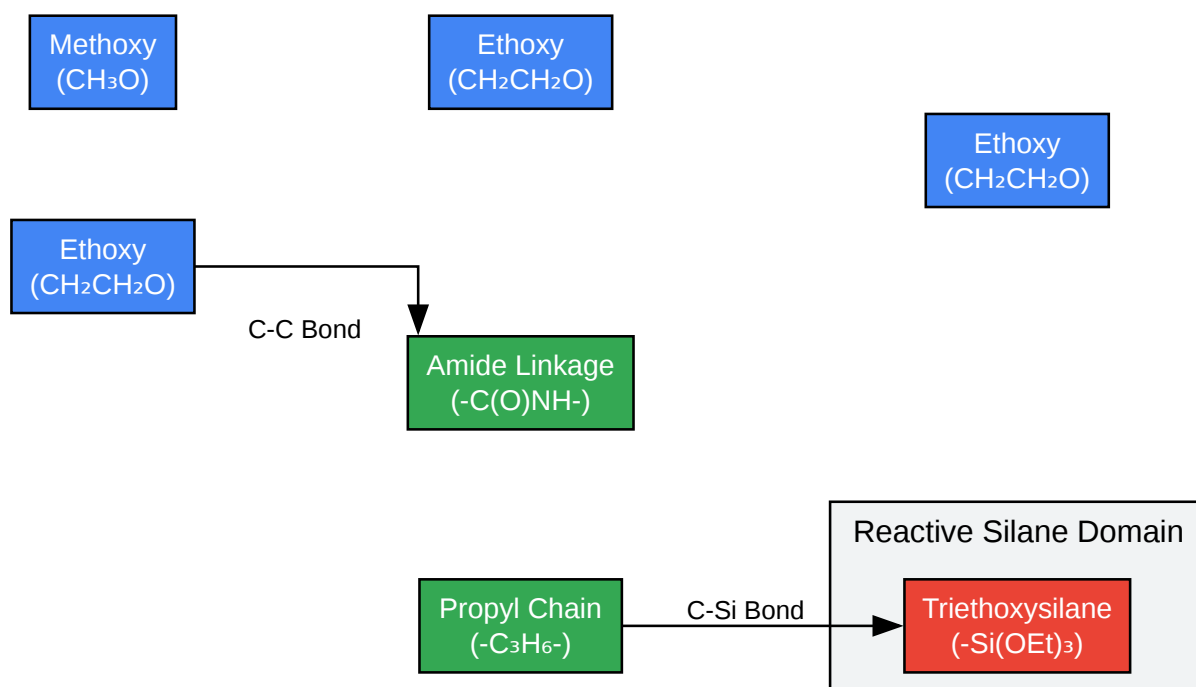 Methoxy
(CH₃O)
Ethoxy
(CH₂CH₂O)
Ethoxy
(CH₂CH₂O)
Ethoxy
(CH₂CH₂O)
C-C Bond
Amide Linkage
(-C(O)NH-)
Reactive Silane Domain
Propyl Chain
(-C₃H₆-)
C-Si Bond
Triethoxysilane
(-Si(OEt)₃)